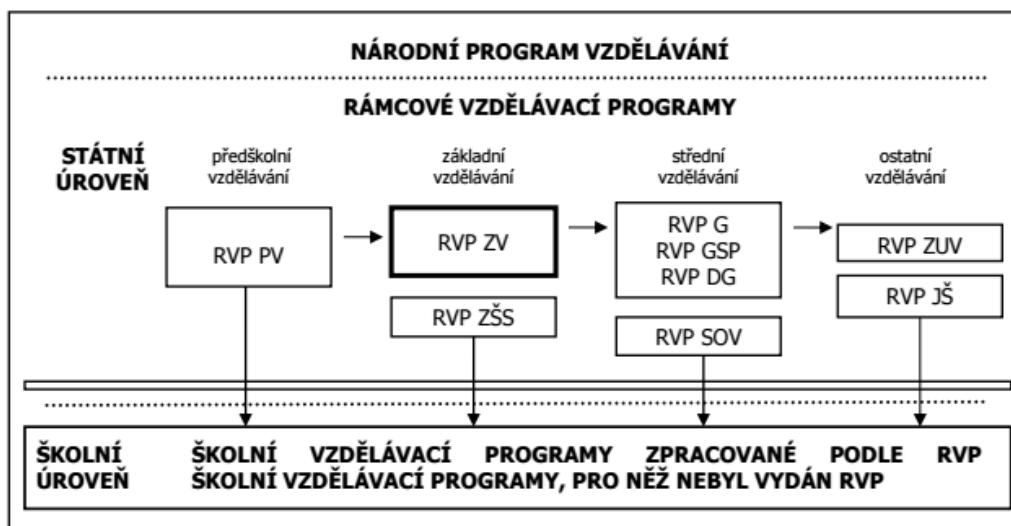 NÁRODNÍ PROGRAM VZDĚLÁVÁNÍ
RÁMCOVÉ VZDĚLÁVACÍ PROGRAMY
STÁTNÍ
ÚROVEŇ
předškolní
vzdělávání
základní
vzdělávání
střední
vzdělávání
ostatní
vzdělávání
RVP PV
RVP ZV
RVP G
RVP GSP
RVP DG
RVP ZUV
RVP ZŠS
RVP SOV
RVP JŠ
ŠKOLNÍ
ÚROVEŇ
ŠKOLNÍ VZDĚLÁVACÍ PROGRAMY ZPRACOVANÉ PODLE RVP
ŠKOLNÍ VZDĚLÁVACÍ PROGRAMY, PRO NĚŽ NEBYL VYDÁN RVP